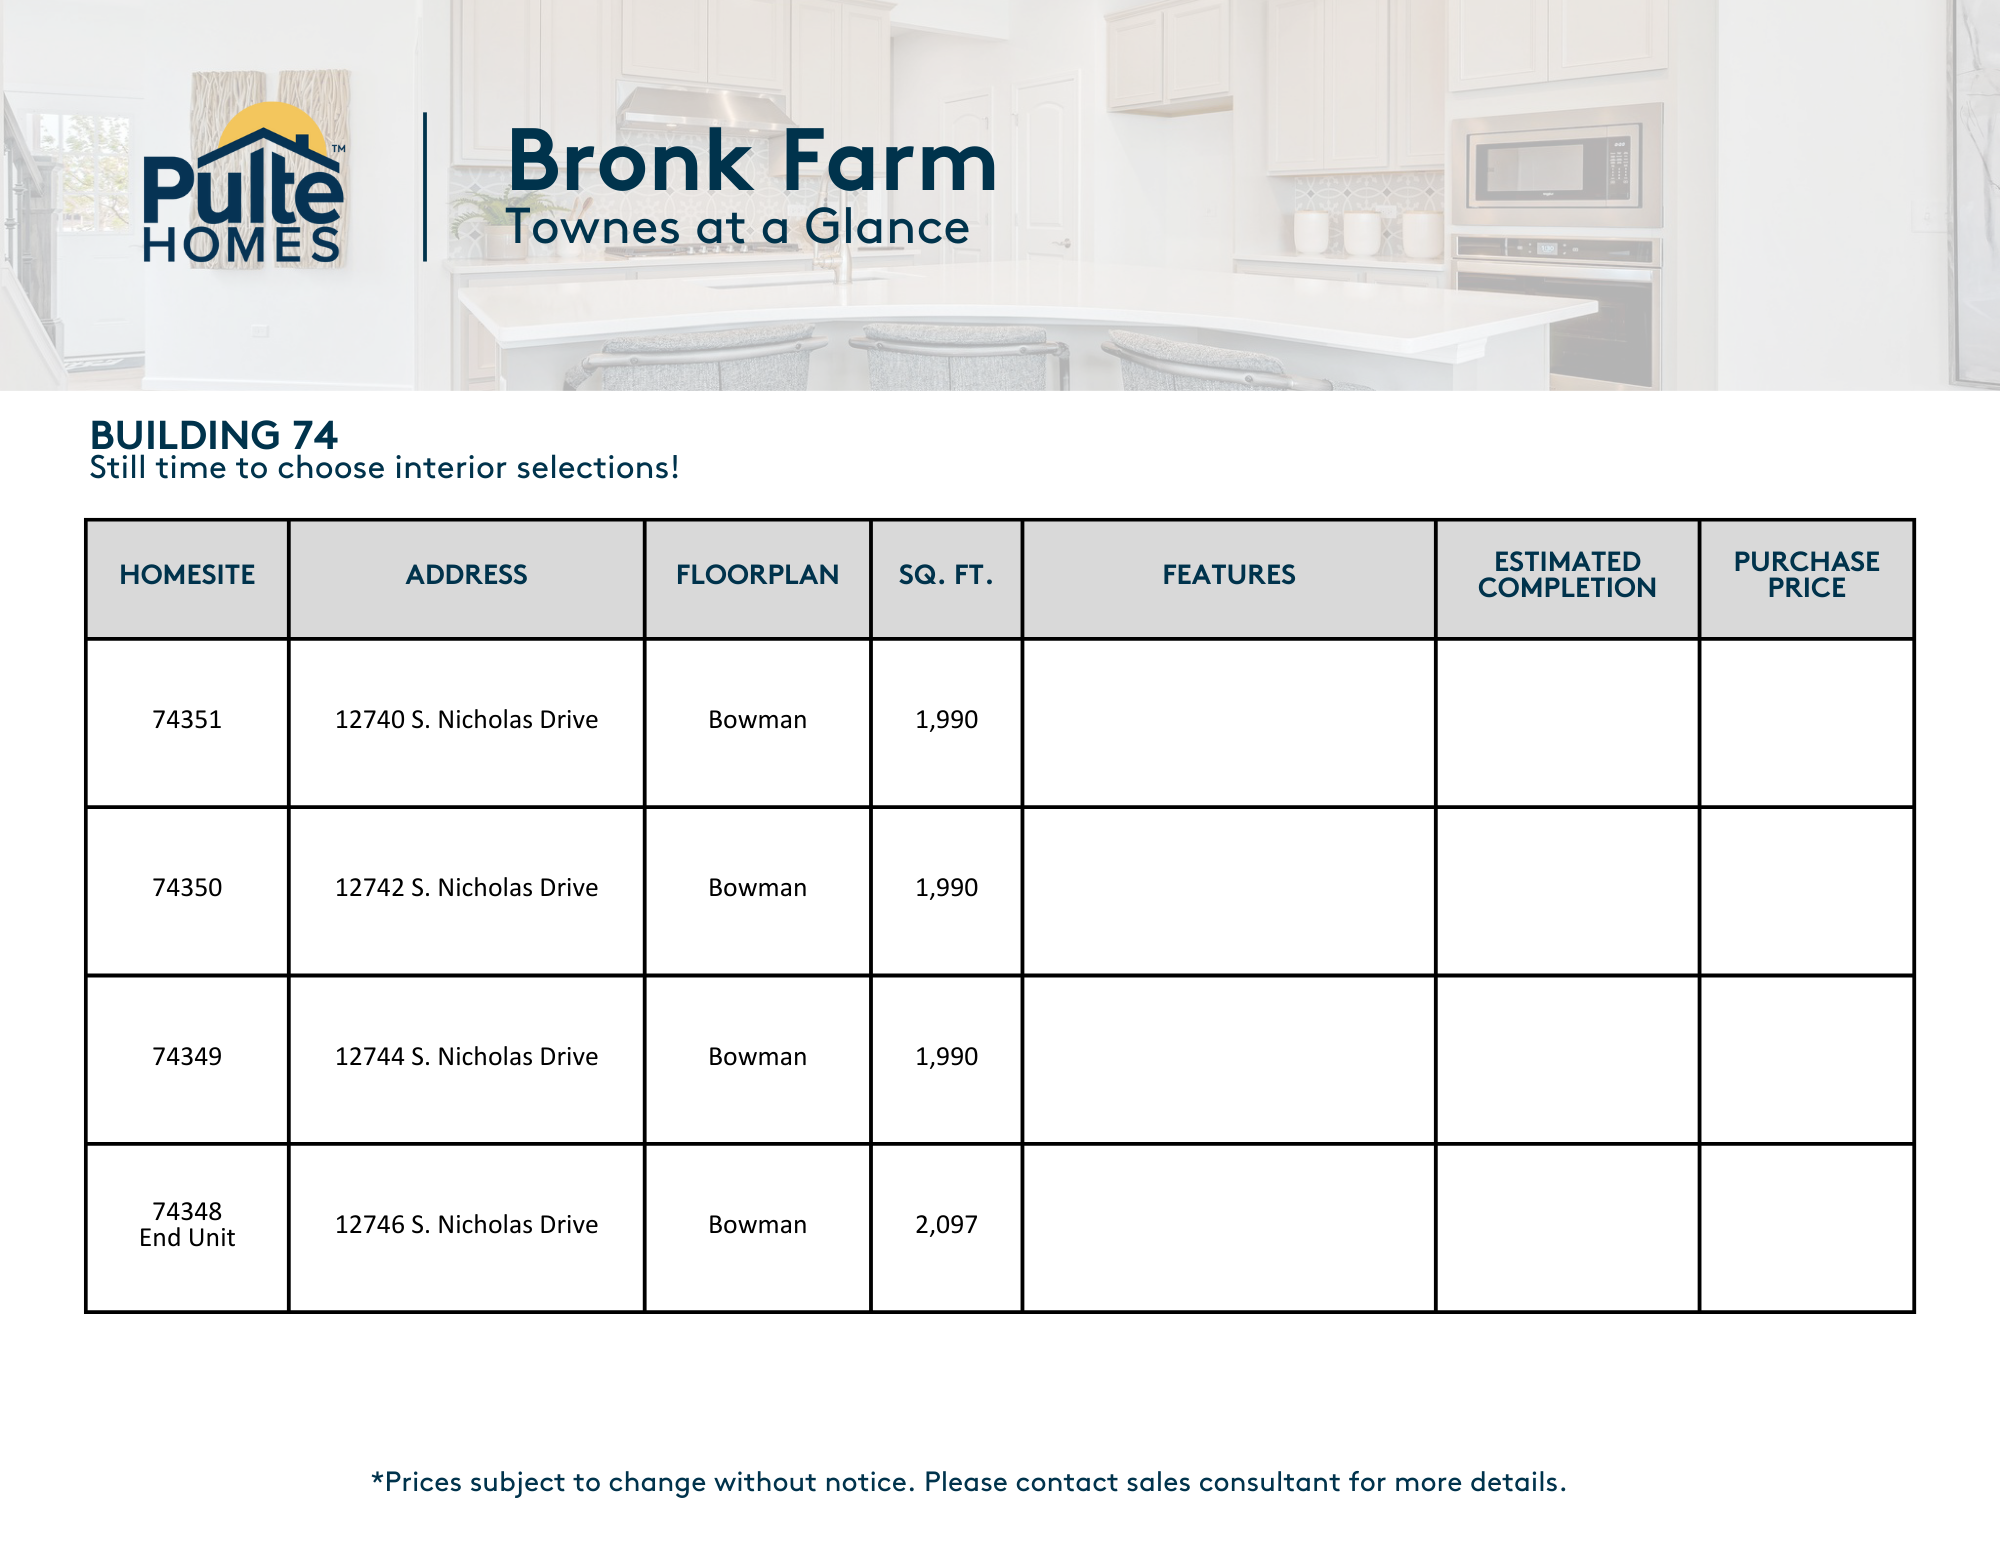 Pulte™
HOMES
Bronk Farm
Townes at a Glance
BUILDING 74
Still time to choose interior selections!
HOMESITE ADDRESS FLOORPLAN SQ. FT. FEATURES ESTIMATED COMPLETION PURCHASE PRICE
74351 12740 S. Nicholas Drive Bowman 1,990
74350 12742 S. Nicholas Drive Bowman 1,990
74349 12744 S. Nicholas Drive Bowman 1,990
74348 End Unit 12746 S. Nicholas Drive Bowman 2,097
*Prices subject to change without notice. Please contact sales consultant for more details.